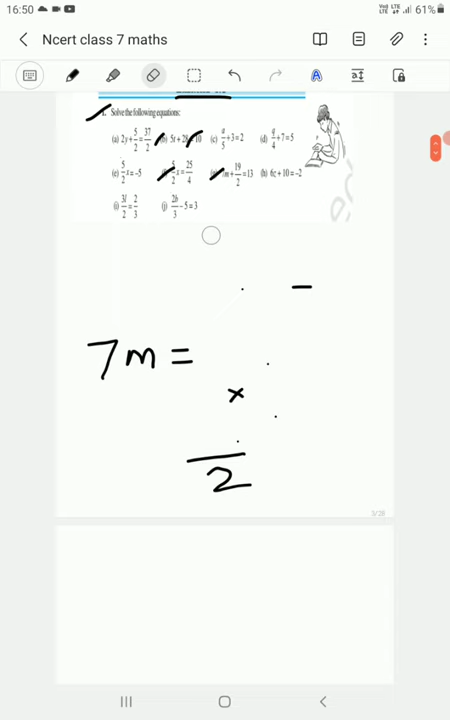 16:50 61%
Ncert class 7 maths
1. Solve the following equations:
(a) 2y + 5/2 = 37/2 (b) 5t + 28 = 10 (c) a/5 + 3 = 2 (d) q/4 + 7 = 5
(e) 5/2 x = -5 5/2 x = 25/4 7m + 19/2 = 13 (h) 6z + 10 = -2
(i) 3l/2 = 2/3 (j) 2b/3 - 5 = 3
-
7m =
×
2
3/28